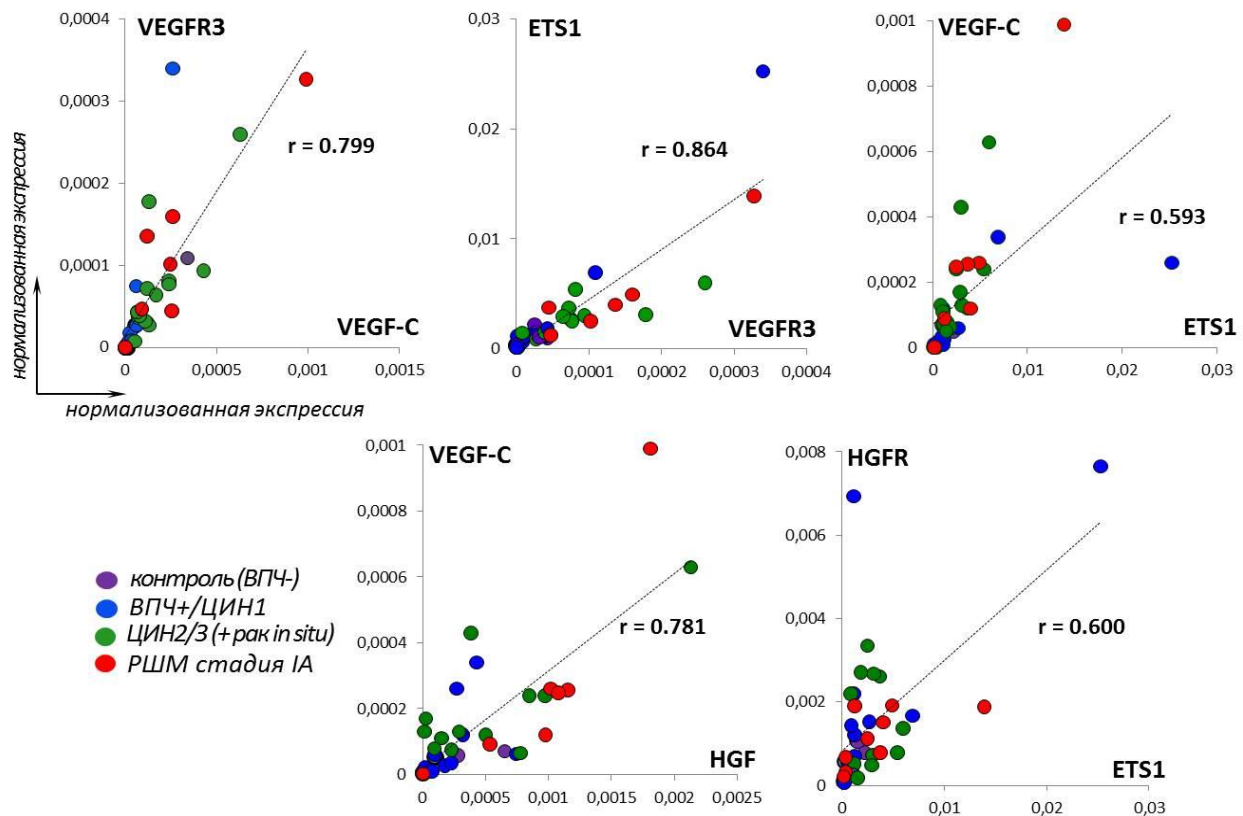 VEGFR3
0,0004
0,0003
0,0002
0,0001
0
r = 0.799
VEGF-C
0
0,0005
0,001
0,0015
нормализованная экспрессия
нормализованная экспрессия
ETS1
0,03
0,02
0,01
0
r = 0.864
VEGFR3
0
0,0001
0,0002
0,0003
0,0004
VEGF-C
0,001
0,0008
0,0006
0,0004
0,0002
0
r = 0.593
ETS1
0
0,01
0,02
0,03
контроль (ВПЧ-)
ВПЧ+/ЦИН1
ЦИН2/3 (+ рак in situ)
РШМ стадия IA
VEGF-C
0,001
0,0008
0,0006
0,0004
0,0002
0
r = 0.781
HGF
0
0,0005
0,001
0,0015
0,002
0,0025
HGFR
0,008
0,006
0,004
0,002
0
r = 0.600
ETS1
0
0,01
0,02
0,03